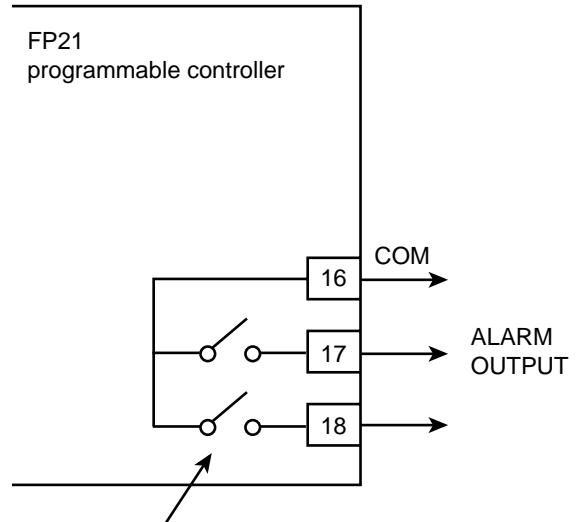 FP21
programmable controller
COM
16
17
ALARM
OUTPUT
18